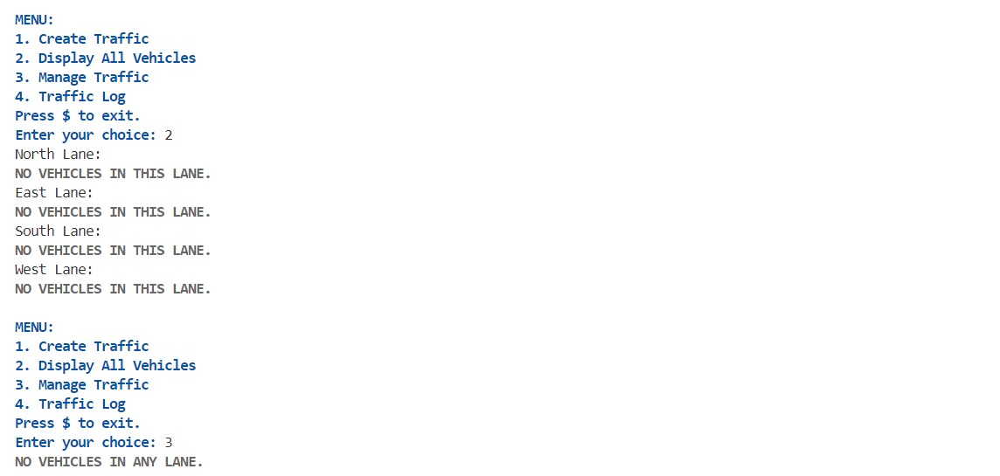 MENU:
1. Create Traffic
2. Display All Vehicles
3. Manage Traffic
4. Traffic Log
Press $ to exit.
Enter your choice: 2
North Lane:
NO VEHICLES IN THIS LANE.
East Lane:
NO VEHICLES IN THIS LANE.
South Lane:
NO VEHICLES IN THIS LANE.
West Lane:
NO VEHICLES IN THIS LANE.

MENU:
1. Create Traffic
2. Display All Vehicles
3. Manage Traffic
4. Traffic Log
Press $ to exit.
Enter your choice: 3
NO VEHICLES IN ANY LANE.